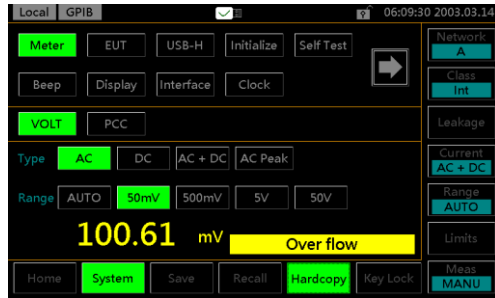 Local GPIB 06:09:30 2003.03.14
Meter EUT USB-H Initialize Self Test
Beep Display Interface Clock
VOLT PCC
Type AC DC AC + DC AC Peak
Range AUTO 50mV 500mV 5V 50V
100.61 mV Over flow
Home System Save Recall Hardcopy Key Lock
Network
A
Class
Int
Leakage
Current
AC + DC
Range
AUTO
Limits
Meas
MANU